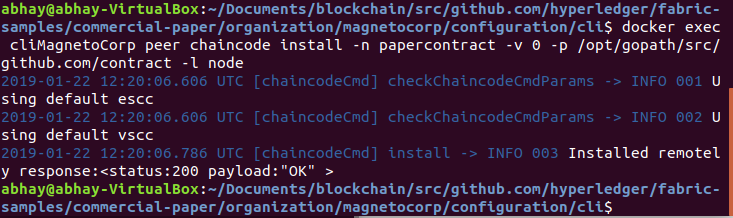 abhay@abhay-VirtualBox:~/Documents/blockchain/src/github.com/hyperledger/fabric-
samples/commercial-paper/organization/magnetocorp/configuration/cli$ docker exec
 cliMagnetoCorp peer chaincode install -n papercontract -v 0 -p /opt/gopath/src/
github.com/contract -l node
2019-01-22 12:20:06.606 UTC [chaincodeCmd] checkChaincodeCmdParams -> INFO 001 U
sing default escc
2019-01-22 12:20:06.606 UTC [chaincodeCmd] checkChaincodeCmdParams -> INFO 002 U
sing default vscc
2019-01-22 12:20:06.786 UTC [chaincodeCmd] install -> INFO 003 Installed remotel
y response:<status:200 payload:"OK" >
abhay@abhay-VirtualBox:~/Documents/blockchain/src/github.com/hyperledger/fabric-
samples/commercial-paper/organization/magnetocorp/configuration/cli$